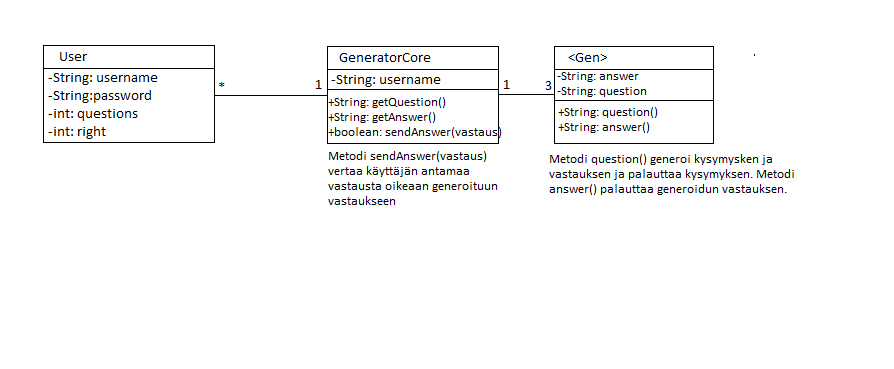 User
-String: username
-String:password
-int: questions
-int: right
*
1
GeneratorCore
-String: username
+String: getQuestion()
+String: getAnswer()
+boolean: sendAnswer(vastaus)
Metodi sendAnswer(vastaus)
vertaa käyttäjän antamaa
vastausta oikeaan generoituun
vastaukseen
1
3
<Gen>
-String: answer
-String: question
+String: question()
+String: answer()
Metodi question() generoi kysymysken ja
vastauksen ja palauttaa kysymyksen. Metodi
answer() palauttaa generoidun vastauksen.